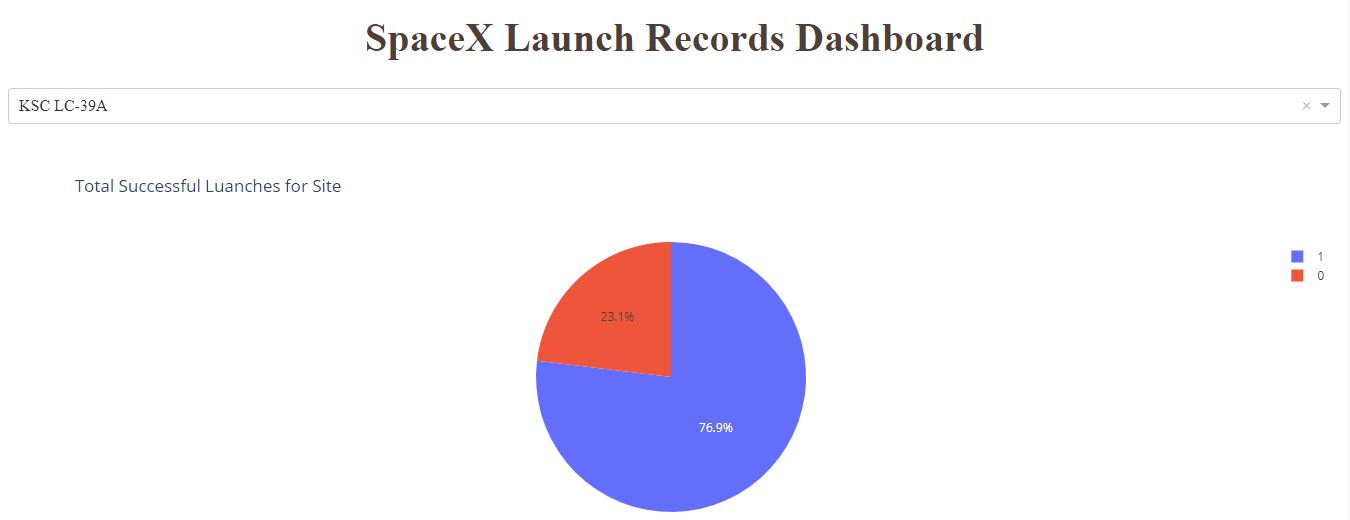 SpaceX Launch Records Dashboard
KSC LC-39A
Total Successful Luanches for Site
1
0
23.1%
76.9%